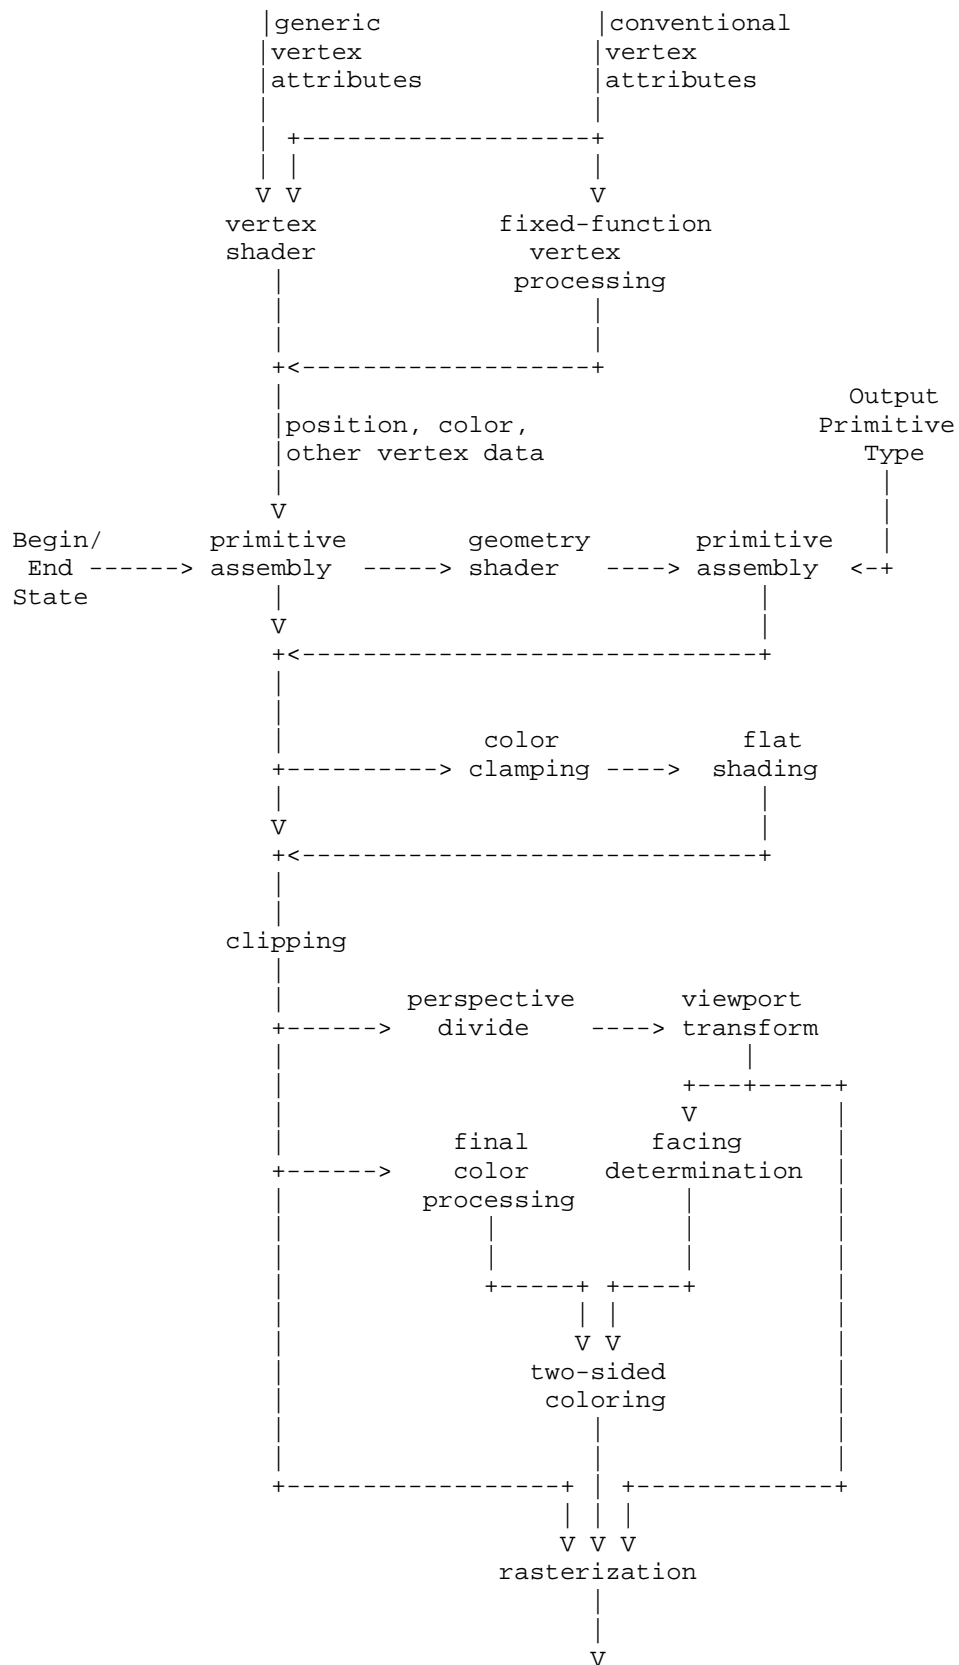 |generic              |conventional
|vertex               |vertex
|attributes           |attributes
|                     |
| +-------------------+
| |                   |
V V                   V
vertex            fixed-function
shader              vertex
|                  processing
|                    |
|                    |
+<-------------------+
|                                     Output
|position, color,                   Primitive
|other vertex data                     Type
|                                       |
V                                       |
Begin/       primitive        geometry       primitive   |
End ------> assembly  -----> shader   ----> assembly  <-+
State            |                               |
V                               |
+<------------------------------+
|
|
|             color              flat
+----------> clamping ---->  shading
|                               |
V                               |
+<------------------------------+
|
|
clipping
|
|        perspective       viewport
+------>   divide    ----> transform
|                              |
|                          +---+-----+
|                          V         |
|           final        facing      |
+------>    color     determination  |
|         processing        |        |
|             |             |        |
|             |             |        |
|             +-----+ +-----+        |
|                   | |              |
|                   V V              |
|                two-sided           |
|                 coloring           |
|                    |               |
|                    |               |
+------------------+ | +-------------+
| | |
V V V
rasterization
|
|
V